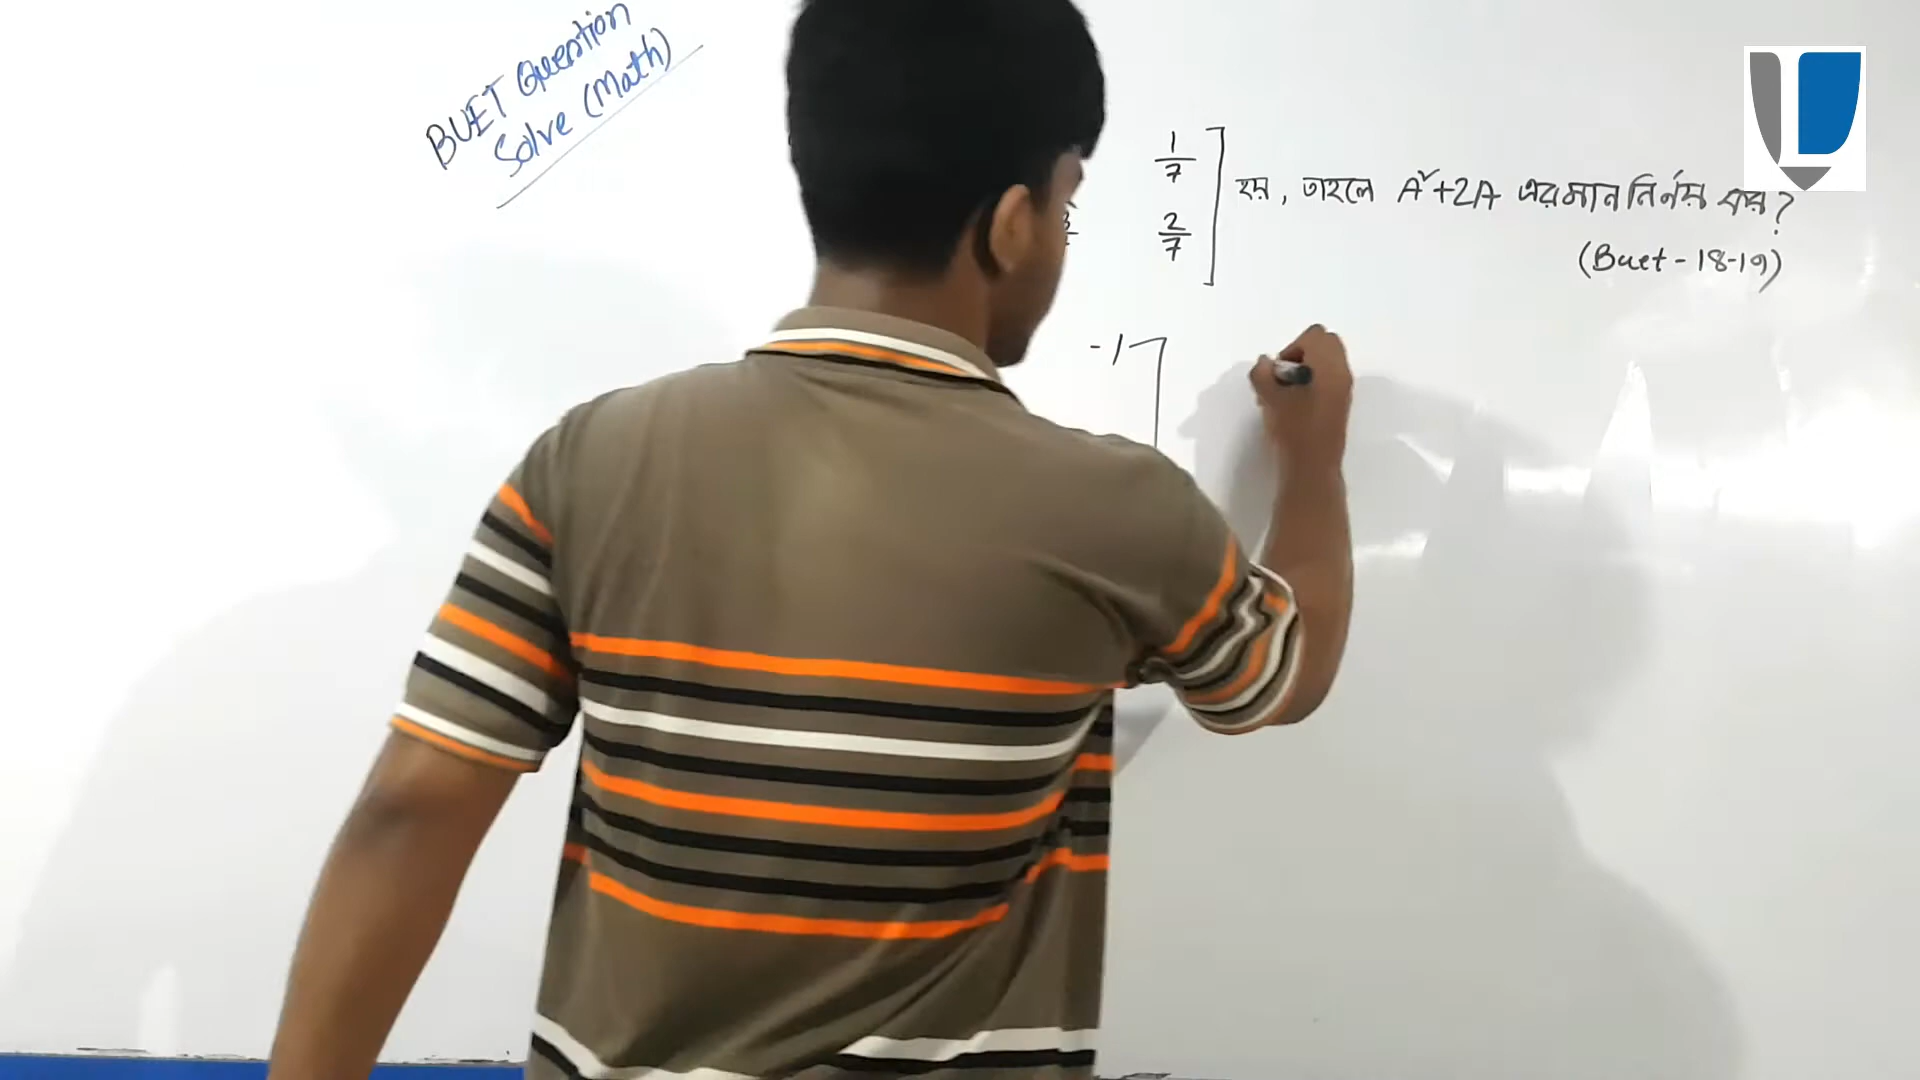 BUET Question
Solve (Math)
1/7
2/7
হয়, তাহলে A²+2A এর মান নির্ণয় কর?
(Buet - 18-19)
-1